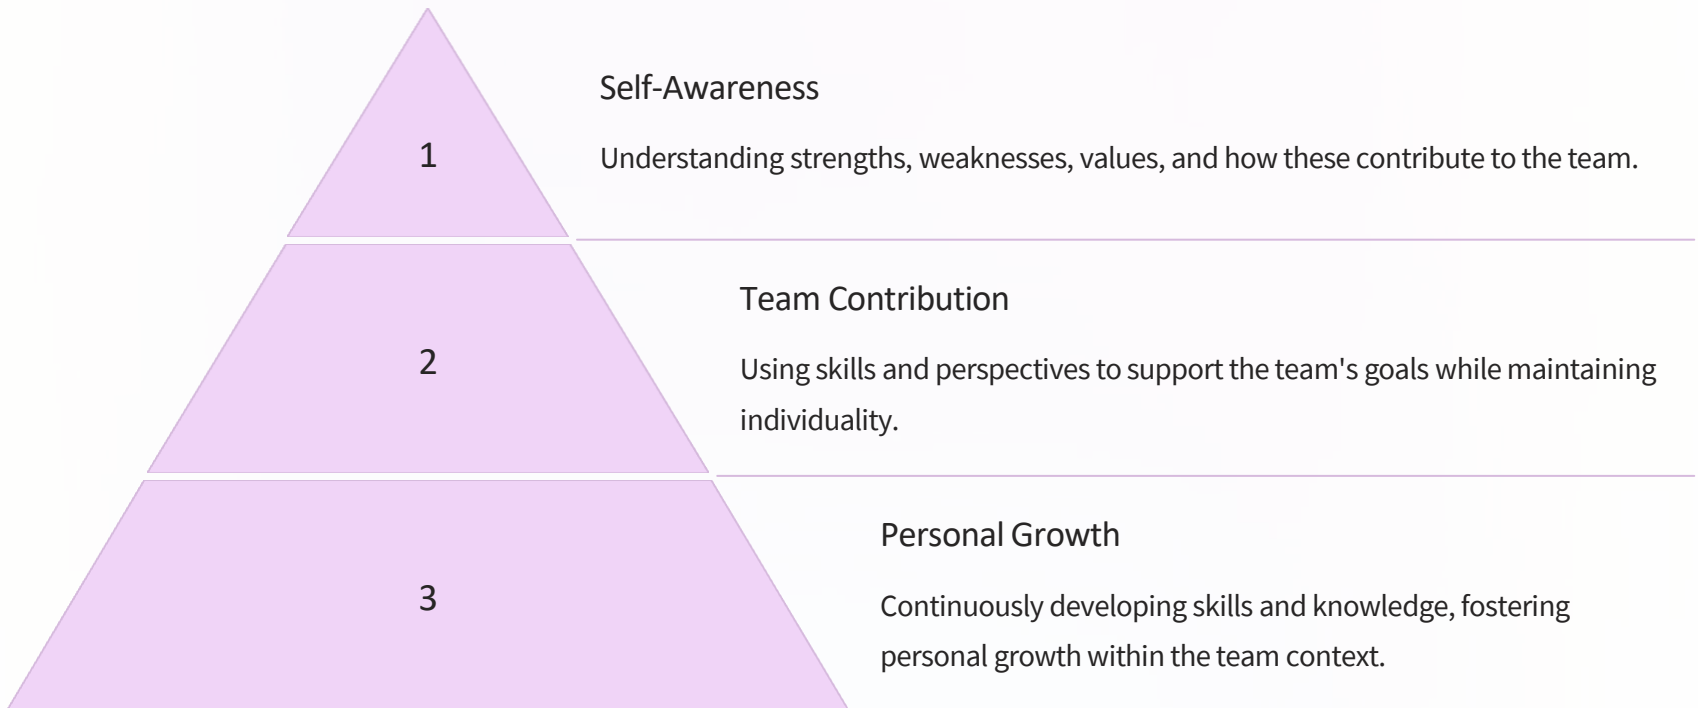 1
Self-Awareness
Understanding strengths, weaknesses, values, and how these contribute to the team.
2
Team Contribution
Using skills and perspectives to support the team's goals while maintaining
individuality.
3
Personal Growth
Continuously developing skills and knowledge, fostering
personal growth within the team context.